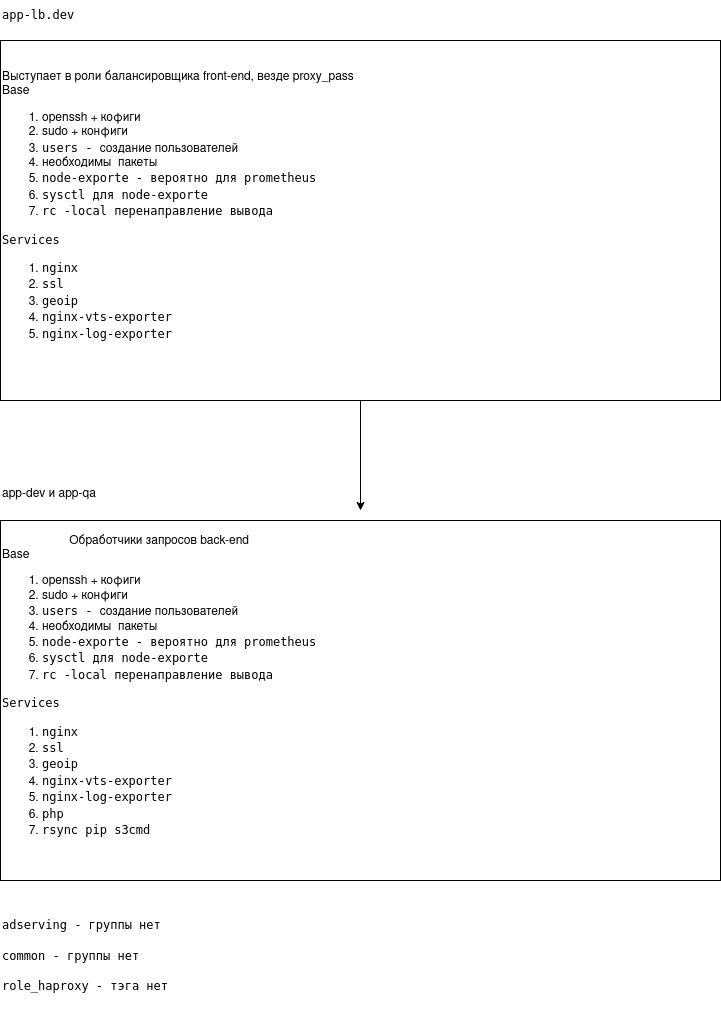 app-lb.dev
Выступает в роли балансировщика front-end, везде proxy_pass
Base
1. openssh + кофиги
2. sudo + конфиги
3. users - создание пользователей
4. необходимы  пакеты
5. node-exporte - вероятно для prometheus
6. sysctl для node-exporte
7. rc -local перенаправление вывода
Services
1. nginx
2. ssl
3. geoip
4. nginx-vts-exporter
5. nginx-log-exporter
app-dev и app-qa
Обработчики запросов back-end
Base
1. openssh + кофиги
2. sudo + конфиги
3. users - создание пользователей
4. необходимы  пакеты
5. node-exporte - вероятно для prometheus
6. sysctl для node-exporte
7. rc -local перенаправление вывода
Services
1. nginx
2. ssl
3. geoip
4. nginx-vts-exporter
5. nginx-log-exporter
6. php
7. rsync pip s3cmd
adserving - группы нет
common - группы нет
role_haproxy - тэга нет